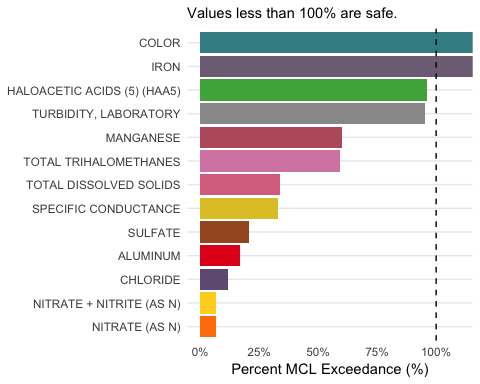 Values less than 100% are safe.
COLOR
IRON
HALOACETIC ACIDS (5) (HAA5)
TURBIDITY, LABORATORY
MANGANESE
TOTAL TRIHALOMETHANES
TOTAL DISSOLVED SOLIDS
SPECIFIC CONDUCTANCE
SULFATE
ALUMINUM
CHLORIDE
NITRATE + NITRITE (AS N)
NITRATE (AS N)
0% 25% 50% 75% 100%
Percent MCL Exceedance (%)